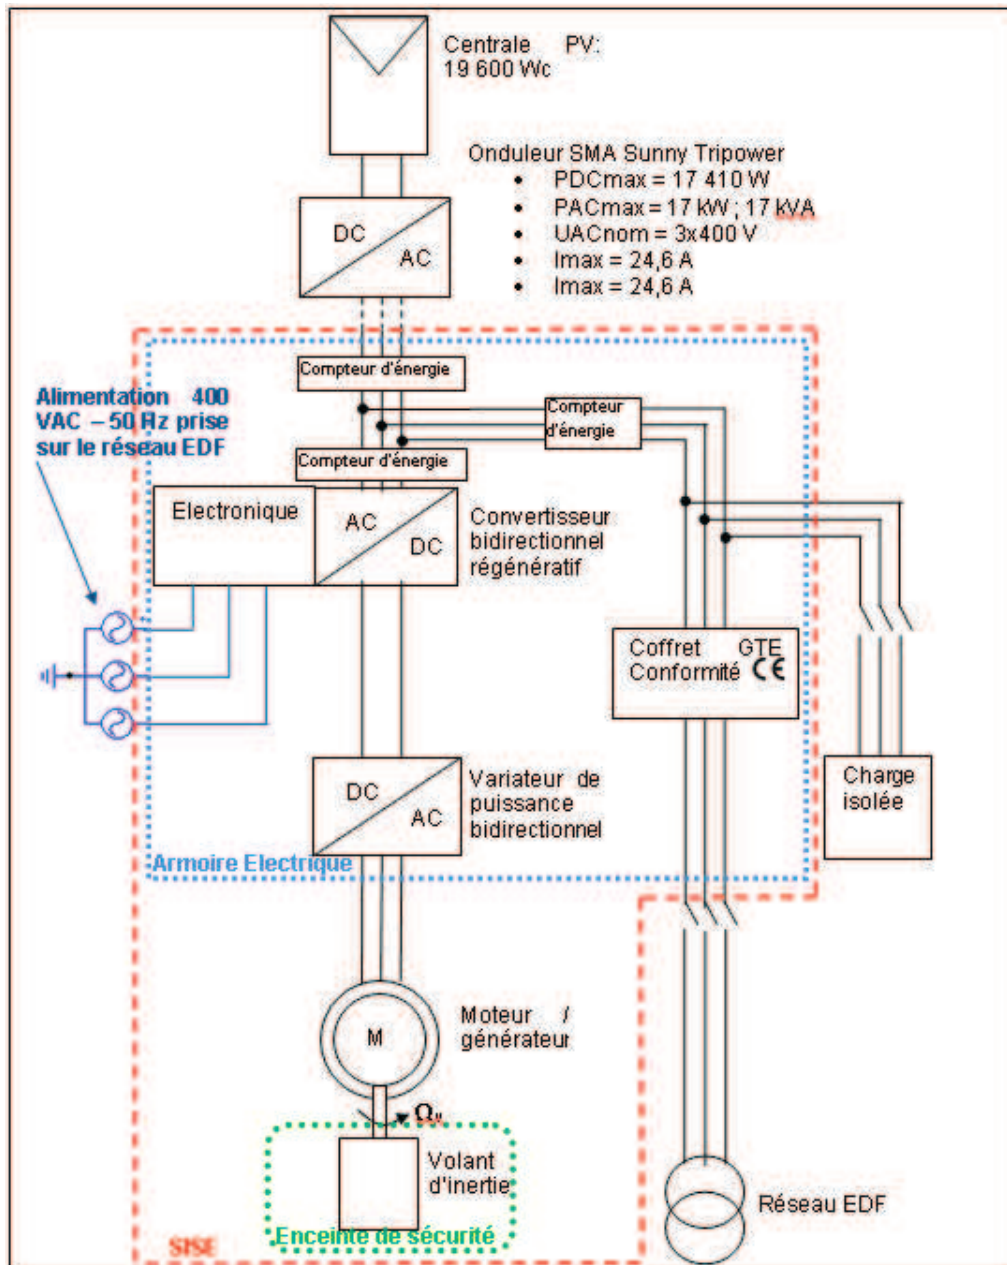 Centrale PV:
19 600 Wc
Onduleur SMA Sunny Tripower
• PDCmax = 17 410 W
• PACmax = 17 kW ; 17 kVA
• UACnom = 3x400 V
• Imax = 24,6 A
• Imax = 24,6 A
DC
AC
Compteur d'énergie
Alimentation 400
VAC – 50 Hz prise
sur le réseau EDF
Compteur
d'énergie
Compteur d'énergie
Electronique
AC
DC
Convertisseur
bidirectionnel
régénératif
Coffret GTE
Conformité CE
DC
AC
Variateur de
puissance
bidirectionnel
Charge
isolée
Armoire Electrique
M
Moteur /
générateur
Ωv
Volant
d'inertie
Enceinte de sécurité
Réseau EDF
SISE